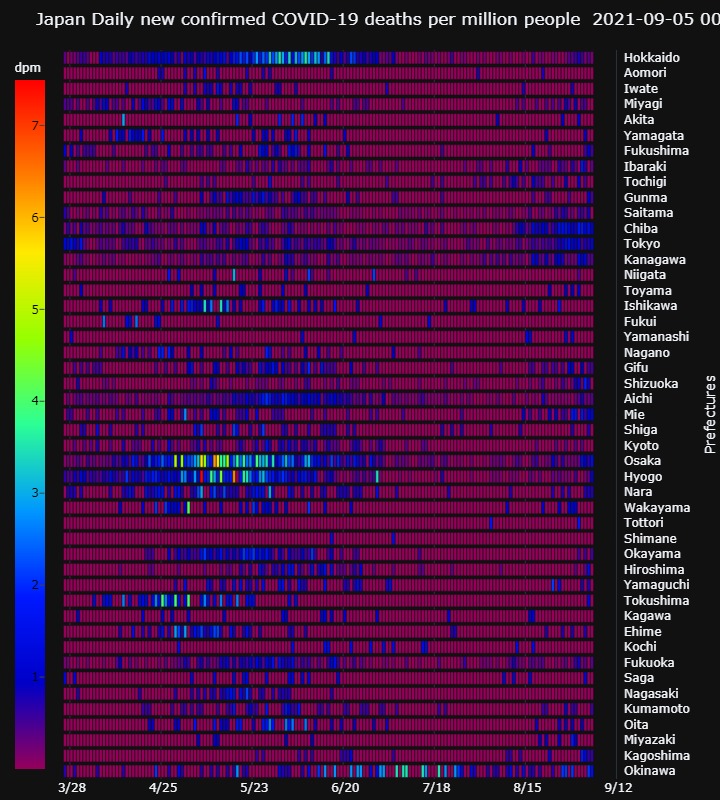 Japan Daily new confirmed COVID-19 deaths per million people 2021-09-05 00
dpm
7
6
5
4
3
2
1
Hokkaido
Aomori
Iwate
Miyagi
Akita
Yamagata
Fukushima
Ibaraki
Tochigi
Gunma
Saitama
Chiba
Tokyo
Kanagawa
Niigata
Toyama
Ishikawa
Fukui
Yamanashi
Nagano
Gifu
Shizuoka
Aichi
Mie
Shiga
Kyoto
Osaka
Hyogo
Nara
Wakayama
Tottori
Shimane
Okayama
Hiroshima
Yamaguchi
Tokushima
Kagawa
Ehime
Kochi
Fukuoka
Saga
Nagasaki
Kumamoto
Oita
Miyazaki
Kagoshima
Okinawa
Prefectures
3/28 4/25 5/23 6/20 7/18 8/15 9/12